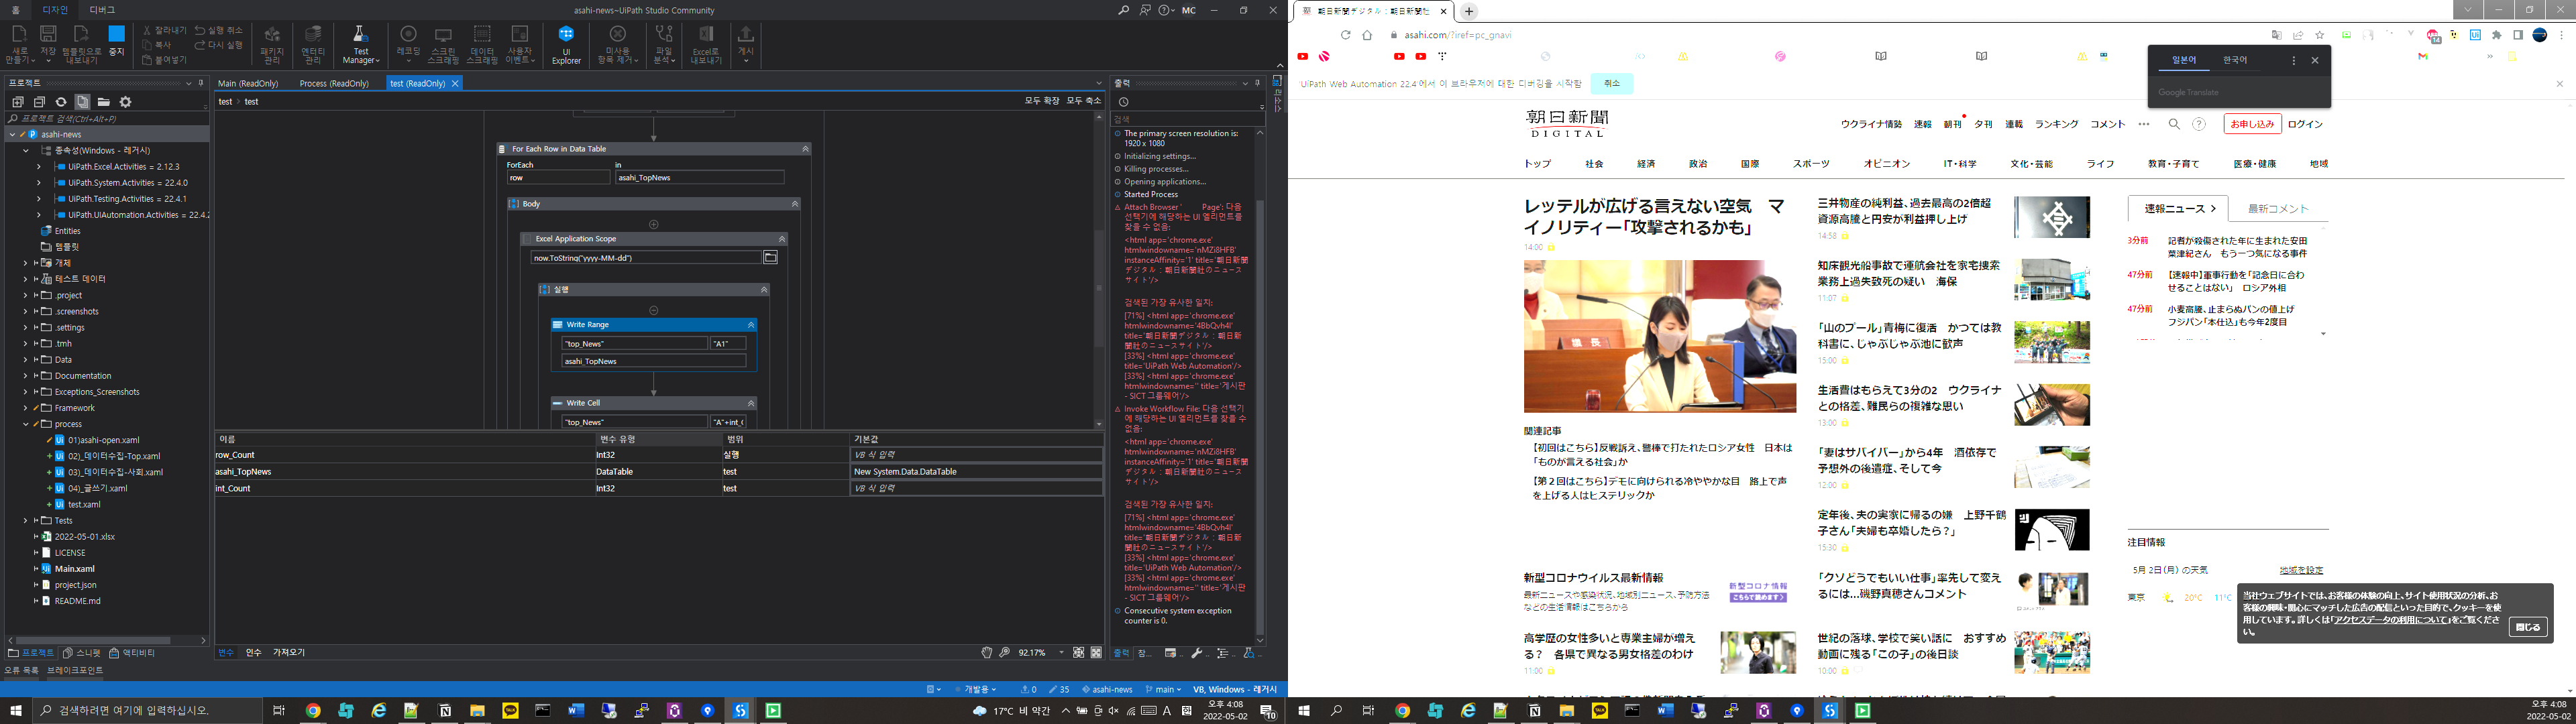 홈 디자인 디버그
asahi-news~UiPath Studio Community
MC
새로 만들기
저장
템플릿으로 내보내기
중지
잘라내기
복사
붙여넣기
실행 취소
다시 실행
패키지 관리
엔터티 관리
Test Manager
레코딩
스크린 스크래핑
데이터 스크래핑
사용자 이벤트
UI Explorer
미사용 항목 제거
파일 분석
Excel로 내보내기
게시
프로젝트
프로젝트 검색(Ctrl+Alt+P)
asahi-news
종속성(Windows - 레거시)
UiPath.Excel.Activities = 2.12.3
UiPath.System.Activities = 22.4.0
UiPath.Testing.Activities = 22.4.1
UiPath.UIAutomation.Activities = 22.4.2
Entities
템플릿
개체
테스트 데이터
.project
.screenshots
.settings
.tmh
Data
Documentation
Exceptions_Screenshots
Framework
process
01)asahi-open.xaml
02)_데이터수집-Top.xaml
03)_데이터수집-사회.xaml
04)_글쓰기.xaml
test.xaml
Tests
2022-05-01.xlsx
LICENSE
Main.xaml
project.json
README.md
프로젝트 스니펫 액티비티
오류 목록 브레이크포인트
Main (ReadOnly) Process (ReadOnly) test (ReadOnly)
test > test
모두 확장 모두 축소
For Each Row in Data Table
ForEach in
row asahi_TopNews
Body
Excel Application Scope
now.ToString("yyyy-MM-dd")
실행
Write Range
"top_News" "A1"
asahi_TopNews
Write Cell
"top_News" "A"+int_C
이름 변수 유형 범위 기본값
row_Count Int32 실행 VB 식 입력
asahi_TopNews DataTable test New System.Data.DataTable
int_Count Int32 test VB 식 입력
변수 인수 가져오기
92.17%
출력
검색
The primary screen resolution is: 1920 x 1080
Initializing settings...
Killing processes...
Opening applications...
Started Process
Attach Browser ' Page': 다음 선택기에 해당하는 UI 엘리먼트를 찾을 수 없음:
<html app='chrome.exe'
htmlwindowname='nMZi8HFB'
instanceAffinity='1' title='朝日新聞デジタル：朝日新聞社のニュースサイト'/>
검색된 가장 유사한 일치:
[71%] <html app='chrome.exe'
htmlwindowname='4BbQvh4l'
title='朝日新聞デジタル：朝日新聞社のニュースサイト'/>
[33%] <html app='chrome.exe'
title='UiPath Web Automation'/>
[33%] <html app='chrome.exe'
htmlwindowname='' title='게시판 - SICT 그룹웨어'/>
Invoke Workflow File: 다음 선택기에 해당하는 UI 엘리먼트를 찾을 수 없음:
<html app='chrome.exe'
htmlwindowname='nMZi8HFB'
instanceAffinity='1' title='朝日新聞デジタル：朝日新聞社のニュースサイト'/>
검색된 가장 유사한 일치:
[71%] <html app='chrome.exe'
htmlwindowname='4BbQvh4l'
title='朝日新聞デジタル：朝日新聞社のニュースサイト'/>
[33%] <html app='chrome.exe'
title='UiPath Web Automation'/>
[33%] <html app='chrome.exe'
htmlwindowname='' title='게시판 - SICT 그룹웨어'/>
Consecutive system exception counter is 0.
출력
개발용 0 35 asahi-news main VB, Windows - 레거시
검색하려면 여기에 입력하십시오.
17°C 비 약간
오후 4:08
2022-05-02
朝日新聞デジタル：朝日新聞社
asahi.com/?iref=pc_gnavi
'UiPath Web Automation 22.4'에서 이 브라우저에 대한 디버깅을 시작함
취소
일본어 한국어
Google Translate
朝日新聞
DIGITAL
ウクライナ情勢 速報 朝刊 夕刊 連載 ランキング コメント ••• お申し込み ログイン
トップ 社会 経済 政治 国際 スポーツ オピニオン IT・科学 文化・芸能 ライフ 教育・子育て 医療・健康 地域
レッテルが広げる言えない空気 マイノリティー「攻撃されるかも」
14:00
議長
関連記事
【初回はこちら】反戦訴え、警棒で打たれたロシア女性 日本は「ものが言える社会」か
【第２回はこちら】デモに向けられる冷ややかな目 路上で声を上げる人はヒステリックか
新型コロナウイルス最新情報
最新ニュースや感染状況、地域別ニュース、予防方法などの生活情報はこちらから
新型コロナ情報
こちらで読めます
高学歴の女性多いと専業主婦が増える？ 各県で異なる男女格差のわけ
11:00
三井物産の純利益、過去最高の2倍超 資源高騰と円安が利益押し上げ
14:58
知床観光船事故で運航会社を家宅捜索 業務上過失致死の疑い 海保
11:07
「山のプール」青梅に復活 かつては教科書に、じゃぶじゃぶ池に歓声
15:00
生活費はもらえて3分の2 ウクライナとの格差、難民らの複雑な思い
13:00
「妻はサバイバー」から4年 酒依存で予想外の後遺症、そして今
12:00
定年後、夫の実家に帰るの嫌 上野千鶴子さん「夫婦も卒婚したら？」
15:30
「クソどうでもいい仕事」率先して変えるには…磯野真穂さんコメント
世紀の落球、学校で笑い話に おすすめ動画に残る「この子」の後日談
10:00
速報ニュース 最新コメント
3分前 記者が殺傷された年に生まれた安田菜津紀さん もう一つ気になる事件
47分前 【速報中】軍事行動を「記念日に合わせることはない」 ロシア外相
47分前 小麦高騰、止まらぬパンの値上げ フジパン「本仕込」も今年2度目
注目情報
5月 2日（月） の天気 地域を設定
東京 20℃ 11℃
当社ウェブサイトでは、お客様の体験の向上、サイト使用状況の分析、お客様の興味・関心にマッチした広告の配信といった目的で、クッキーを使用しています。詳しくは「アクセスデータの利用について」をご覧ください。
閉じる
오후 4:08
2022-05-02